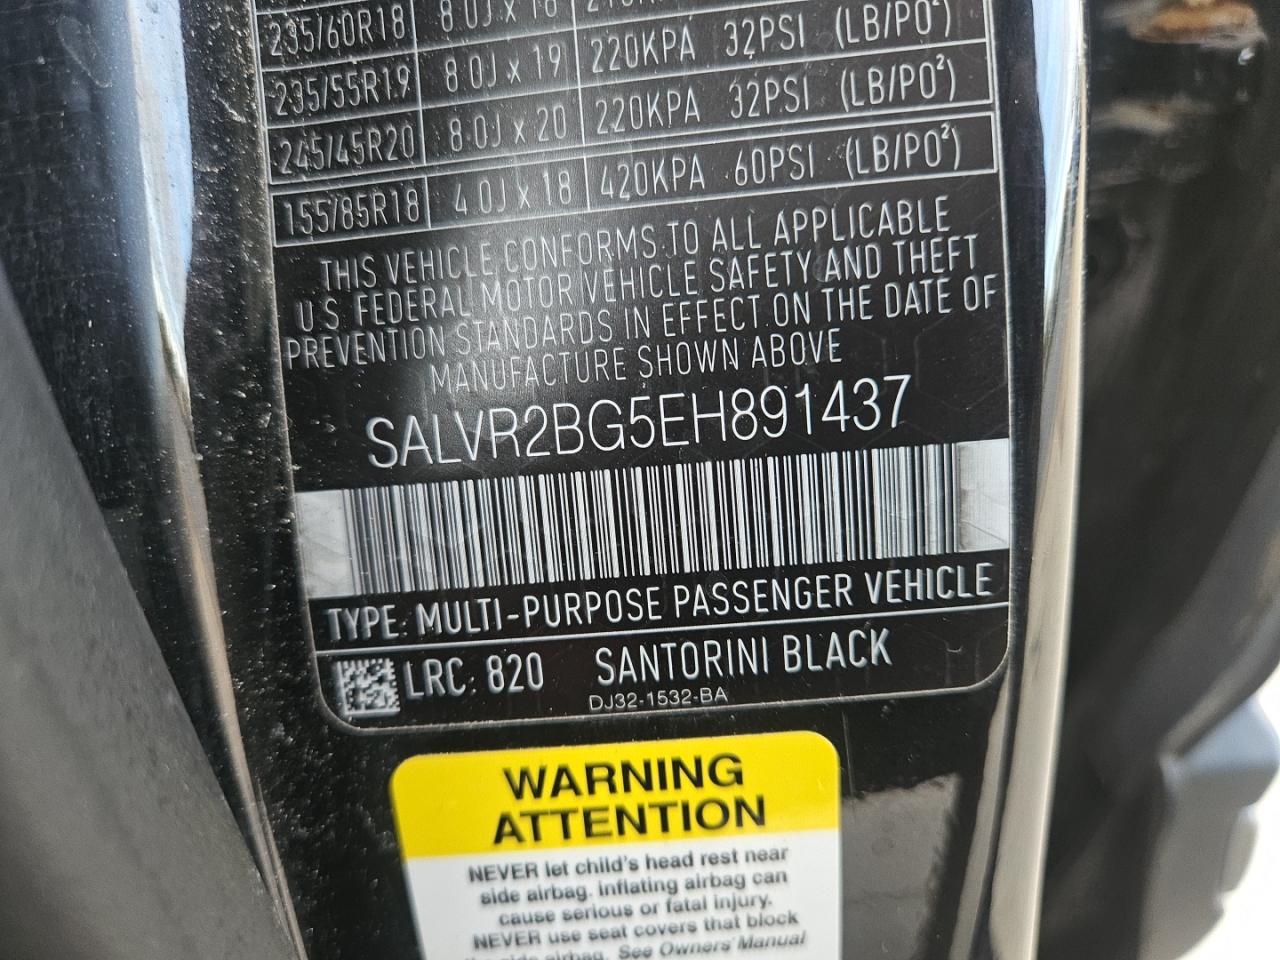 235/60R18 8.0J x 18
235/55R19 8.0J x 19 220KPA 32PSI (LB/PO²)
245/45R20 8.0J x 20 220KPA 32PSI (LB/PO²)
155/85R18 4.0J x 18 420KPA 60PSI (LB/PO²)
THIS VEHICLE CONFORMS TO ALL APPLICABLE
U.S. FEDERAL MOTOR VEHICLE SAFETY AND THEFT
PREVENTION STANDARDS IN EFFECT ON THE DATE OF
MANUFACTURE SHOWN ABOVE
SALVR2BG5EH891437
TYPE: MULTI-PURPOSE PASSENGER VEHICLE
LRC: 820 SANTORINI BLACK
DJ32-1532-BA
WARNING
ATTENTION
NEVER let child's head rest near
side airbag. Inflating airbag can
cause serious or fatal injury.
NEVER use seat covers that block
the side airbag. See Owners' Manual